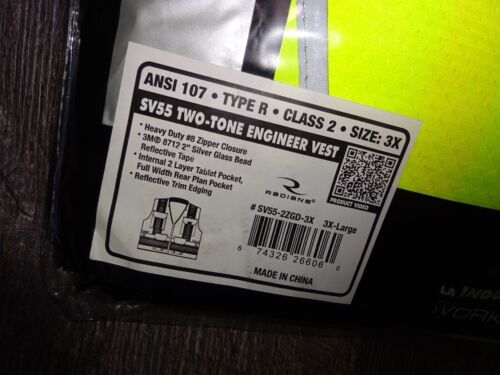 ANSI 107 • TYPE R • CLASS 2 • SIZE: 3X
SV55 TWO-TONE ENGINEER VEST
• Heavy Duty #8 Zipper Closure
• 3M® 8712 2" Silver Glass Bead
Reflective Tape
• Internal 2 Layer Tablet Pocket,
Full Width Rear Plan Pocket
• Reflective Trim Edging
RADIANS®
PRODUCT VIDEO
# SV55-2ZGD-3X 3X-Large
6 74326 26606 0
MADE IN CHINA